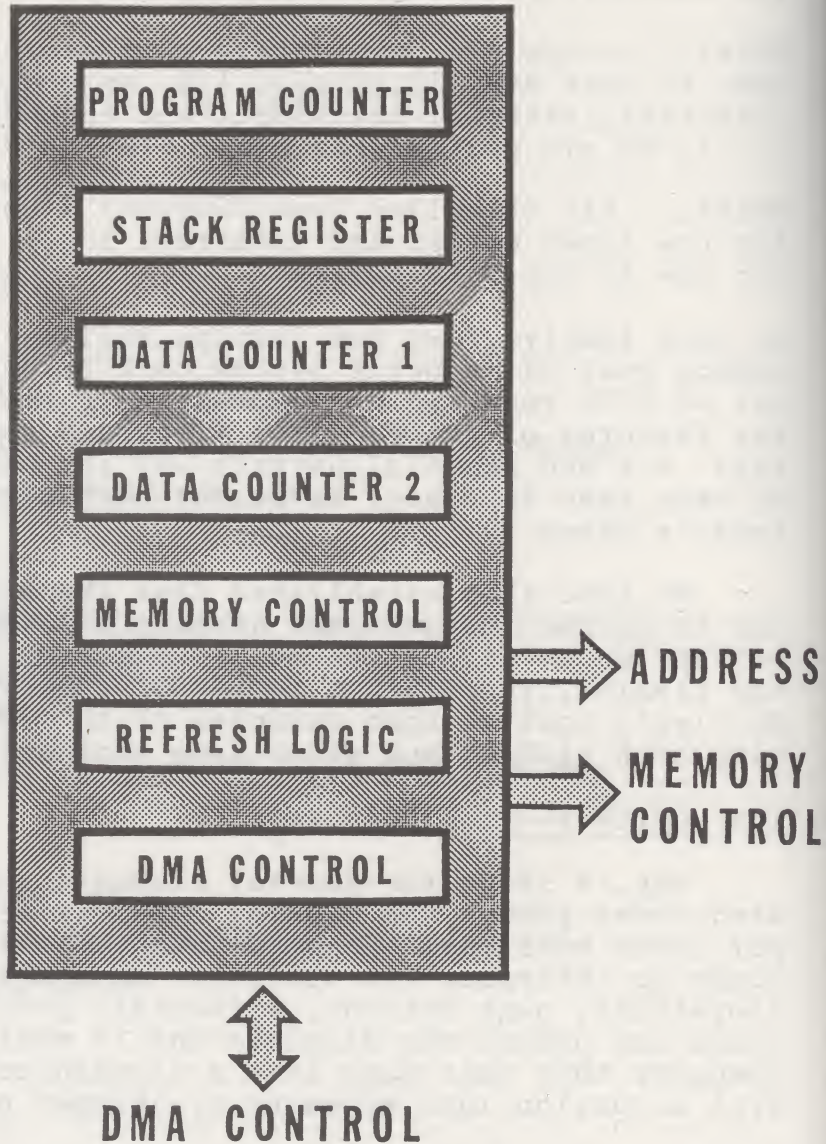 PROGRAM COUNTER
STACK REGISTER
DATA COUNTER 1
DATA COUNTER 2
MEMORY CONTROL
REFRESH LOGIC
DMA CONTROL
ADDRESS
MEMORY
CONTROL
DMA CONTROL